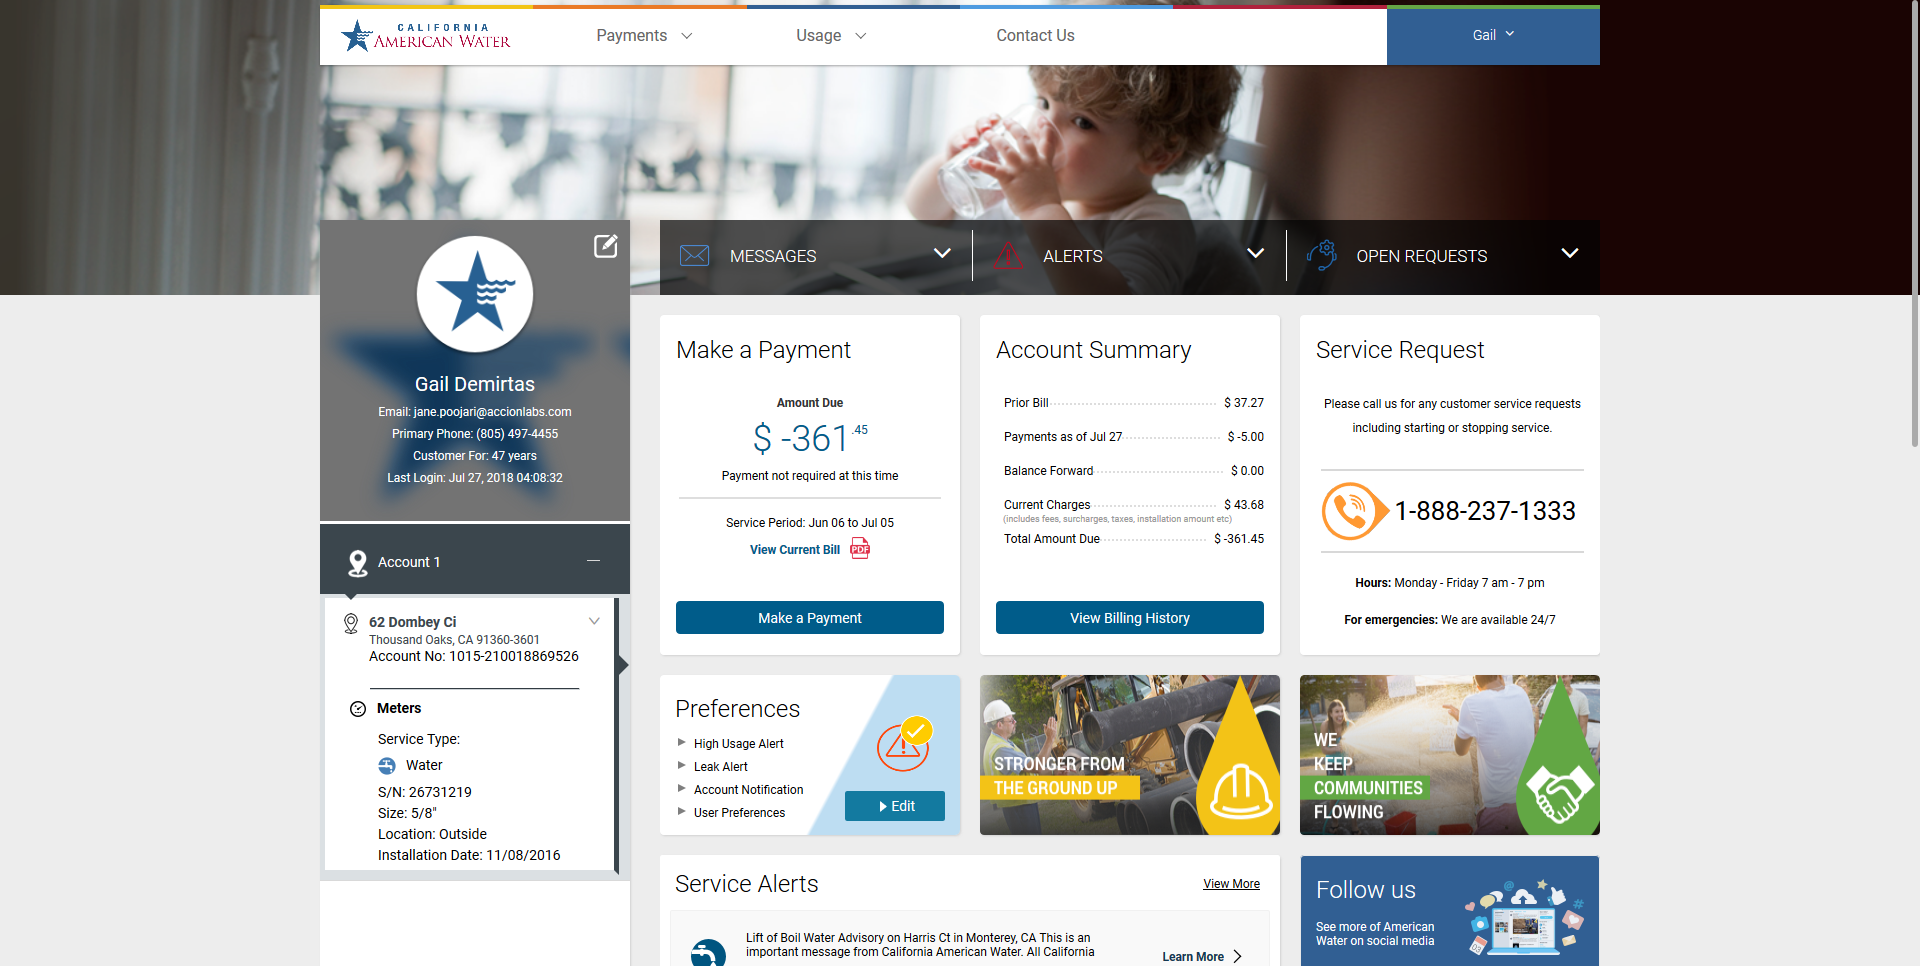 CALIFORNIA
AMERICAN WATER
Payments
Usage
Contact Us
Gail
MESSAGES
ALERTS
OPEN REQUESTS
Gail Demirtas
Email: jane.poojari@accionlabs.com
Primary Phone: (805) 497-4455
Customer For: 47 years
Last Login: Jul 27, 2018 04:08:32
Account 1
62 Dombey Ci
Thousand Oaks, CA 91360-3601
Account No: 1015-210018869526
Meters
Service Type:
Water
S/N: 26731219
Size: 5/8"
Location: Outside
Installation Date: 11/08/2016
Make a Payment
Amount Due
$ -361.45
Payment not required at this time
Service Period: Jun 06 to Jul 05
View Current Bill PDF
Make a Payment
Account Summary
Prior Bill $ 37.27
Payments as of Jul 27 $ -5.00
Balance Forward $ 0.00
Current Charges $ 43.68
(includes fees, surcharges, taxes, installation amount etc)
Total Amount Due $ -361.45
View Billing History
Service Request
Please call us for any customer service requests
including starting or stopping service.
1-888-237-1333
Hours: Monday - Friday 7 am - 7 pm
For emergencies: We are available 24/7
Preferences
High Usage Alert
Leak Alert
Account Notification
User Preferences
Edit
STRONGER FROM
THE GROUND UP
WE
KEEP
COMMUNITIES
FLOWING
Service Alerts
View More
Lift of Boil Water Advisory on Harris Ct in Monterey, CA This is an
important message from California American Water. All California
Learn More
Follow us
See more of American
Water on social media